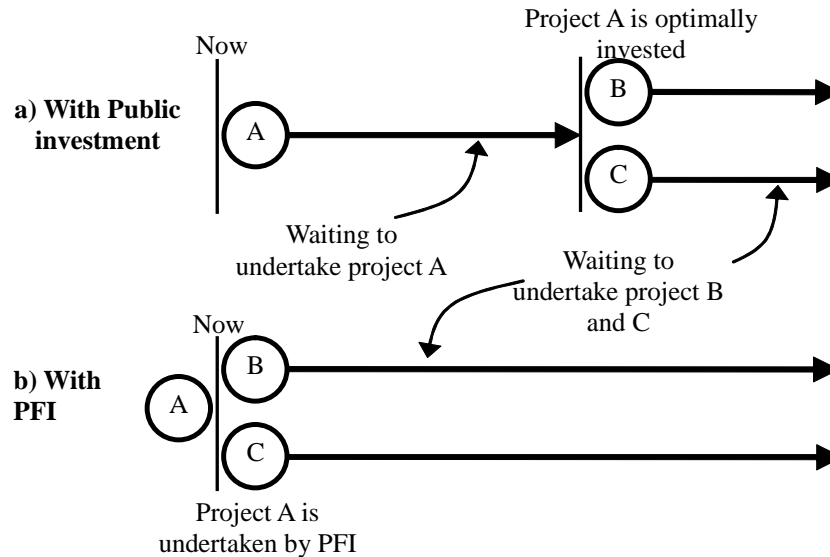 Project A is optimally
invested
Now
a) With Public
investment
A
B
C
Waiting to
undertake project A
Waiting to
undertake project B
and C
Now
b) With
PFI
A
B
C
Project A is
undertaken by PFI